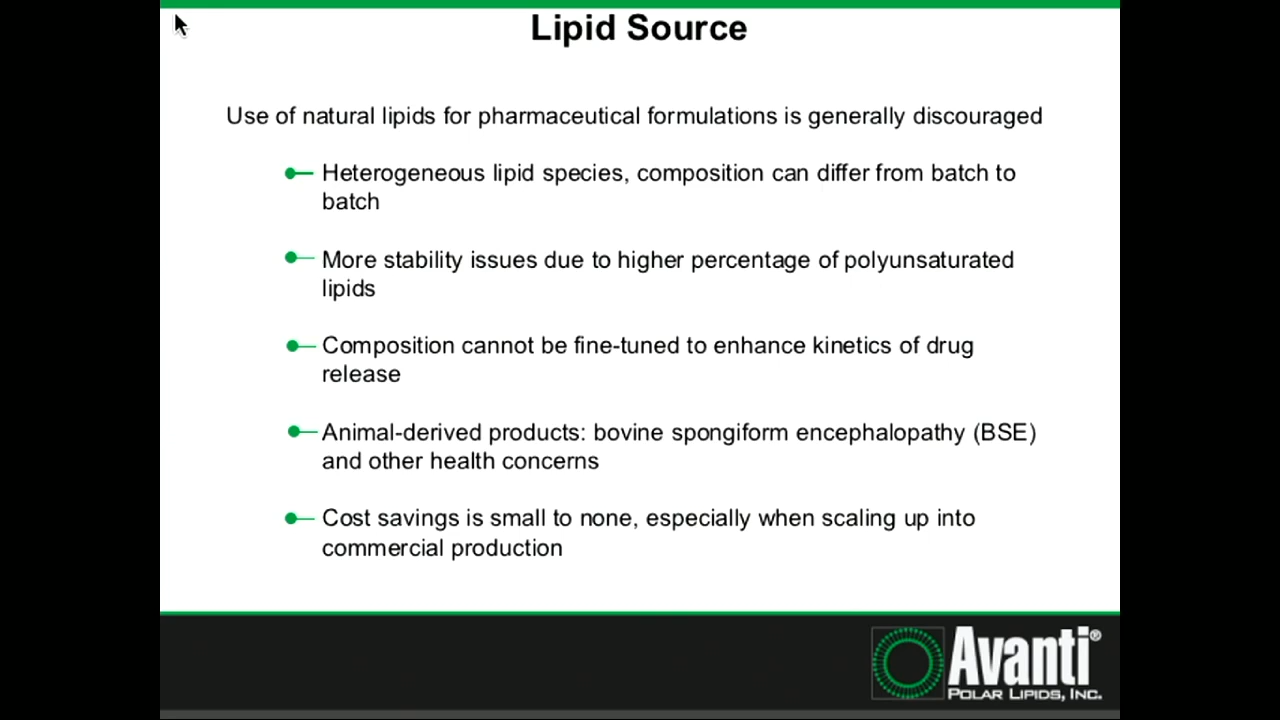 Lipid Source
Use of natural lipids for pharmaceutical formulations is generally discouraged
Heterogeneous lipid species, composition can differ from batch to
batch
More stability issues due to higher percentage of polyunsaturated
lipids
Composition cannot be fine-tuned to enhance kinetics of drug
release
Animal-derived products: bovine spongiform encephalopathy (BSE)
and other health concerns
Cost savings is small to none, especially when scaling up into
commercial production
Avanti®
POLAR LIPIDS, INC.